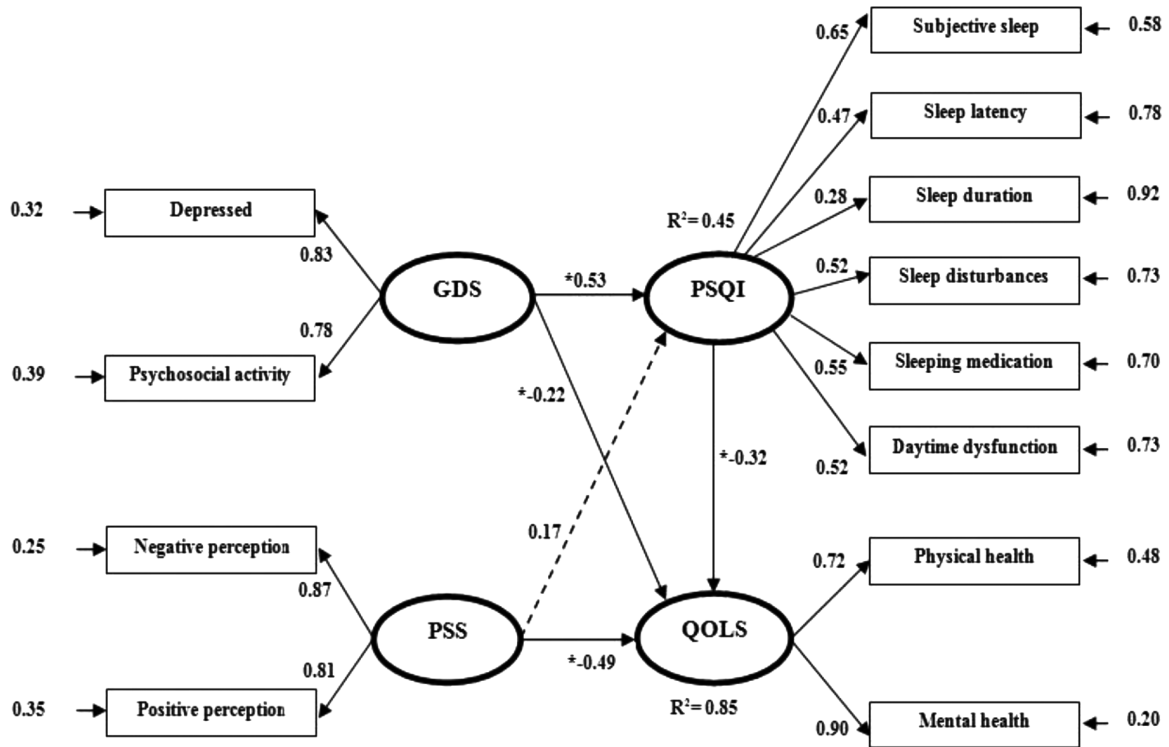 0.65
Subjective sleep
0.58
0.47
Sleep latency
0.78
0.28
Sleep duration
0.92
0.32
Depressed
0.83
R²= 0.45
GDS
*0.53
PSQI
0.52
Sleep disturbances
0.73
0.78
0.39
Psychosocial activity
*-0.22
0.55
Sleeping medication
0.70
*-0.32
0.52
Daytime dysfunction
0.73
0.25
Negative perception
0.87
0.17
0.72
Physical health
0.48
PSS
*-0.49
QOLS
0.81
0.35
Positive perception
R²= 0.85
0.90
Mental health
0.20